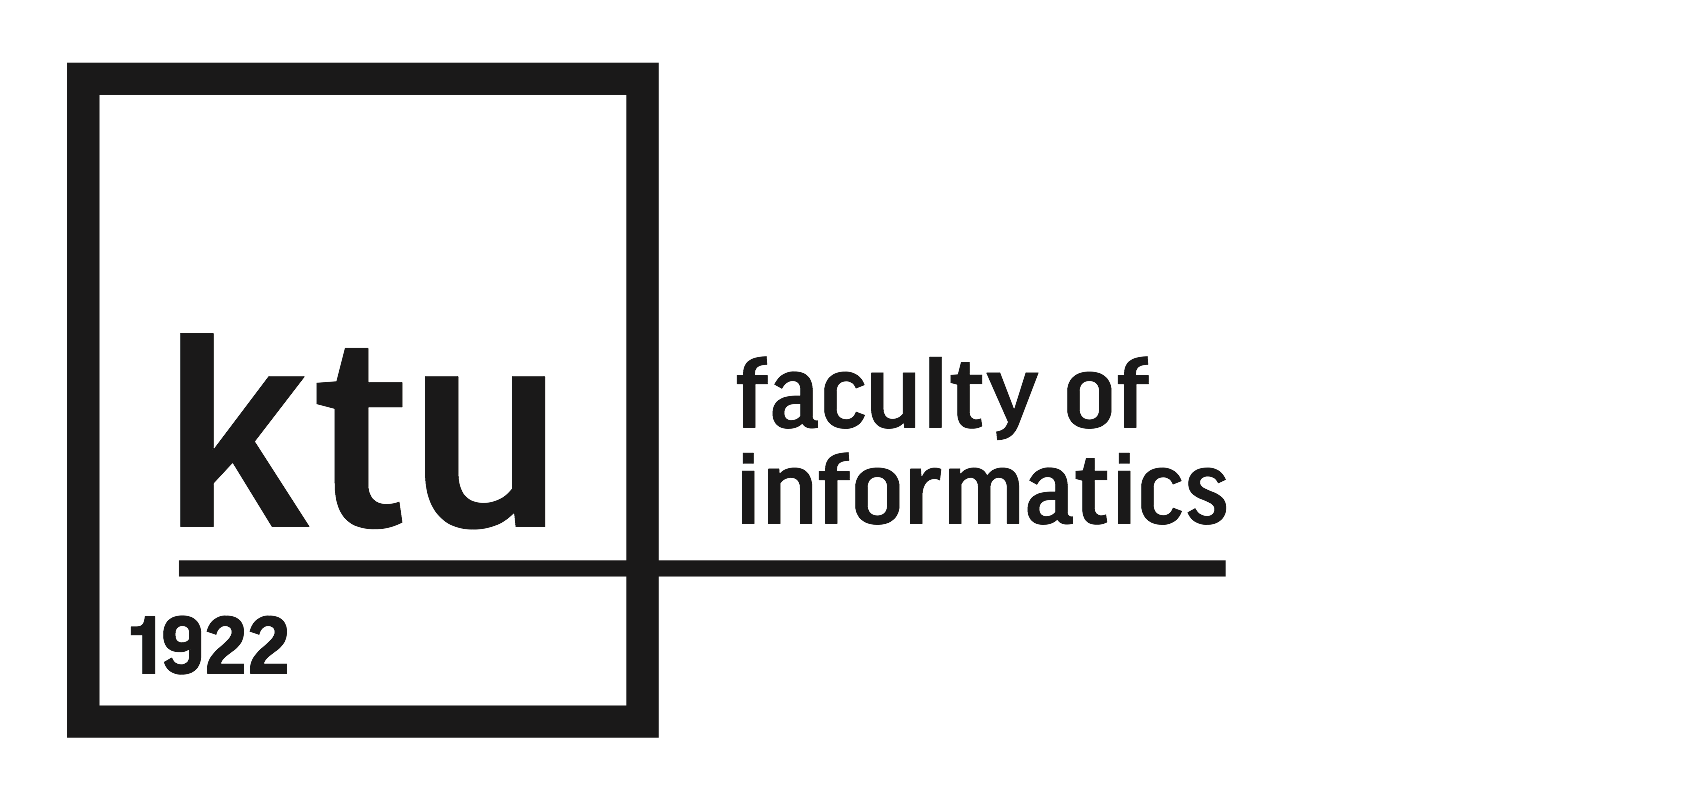 ktu
faculty of
informatics
1922